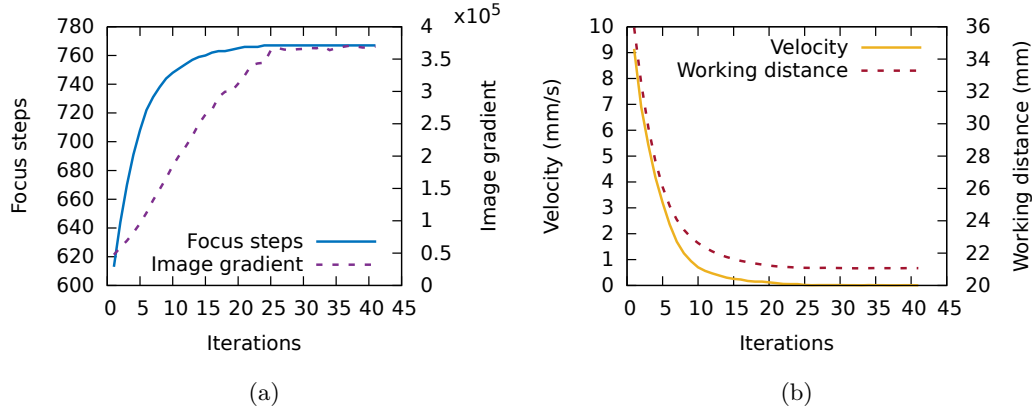 ×10⁵
780
760
740
720
700
680
660
640
620
600
4
3.5
3
2.5
2
1.5
1
0.5
0
0 5 10 15 20 25 30 35 40 45
Focus steps
Image gradient
Focus steps
Image gradient
Iterations
(a)
10
9
8
7
6
5
4
3
2
1
0
36
34
32
30
28
26
24
22
20
0 5 10 15 20 25 30 35 40 45
Velocity (mm/s)
Working distance (mm)
Velocity
Working distance
Iterations
(b)